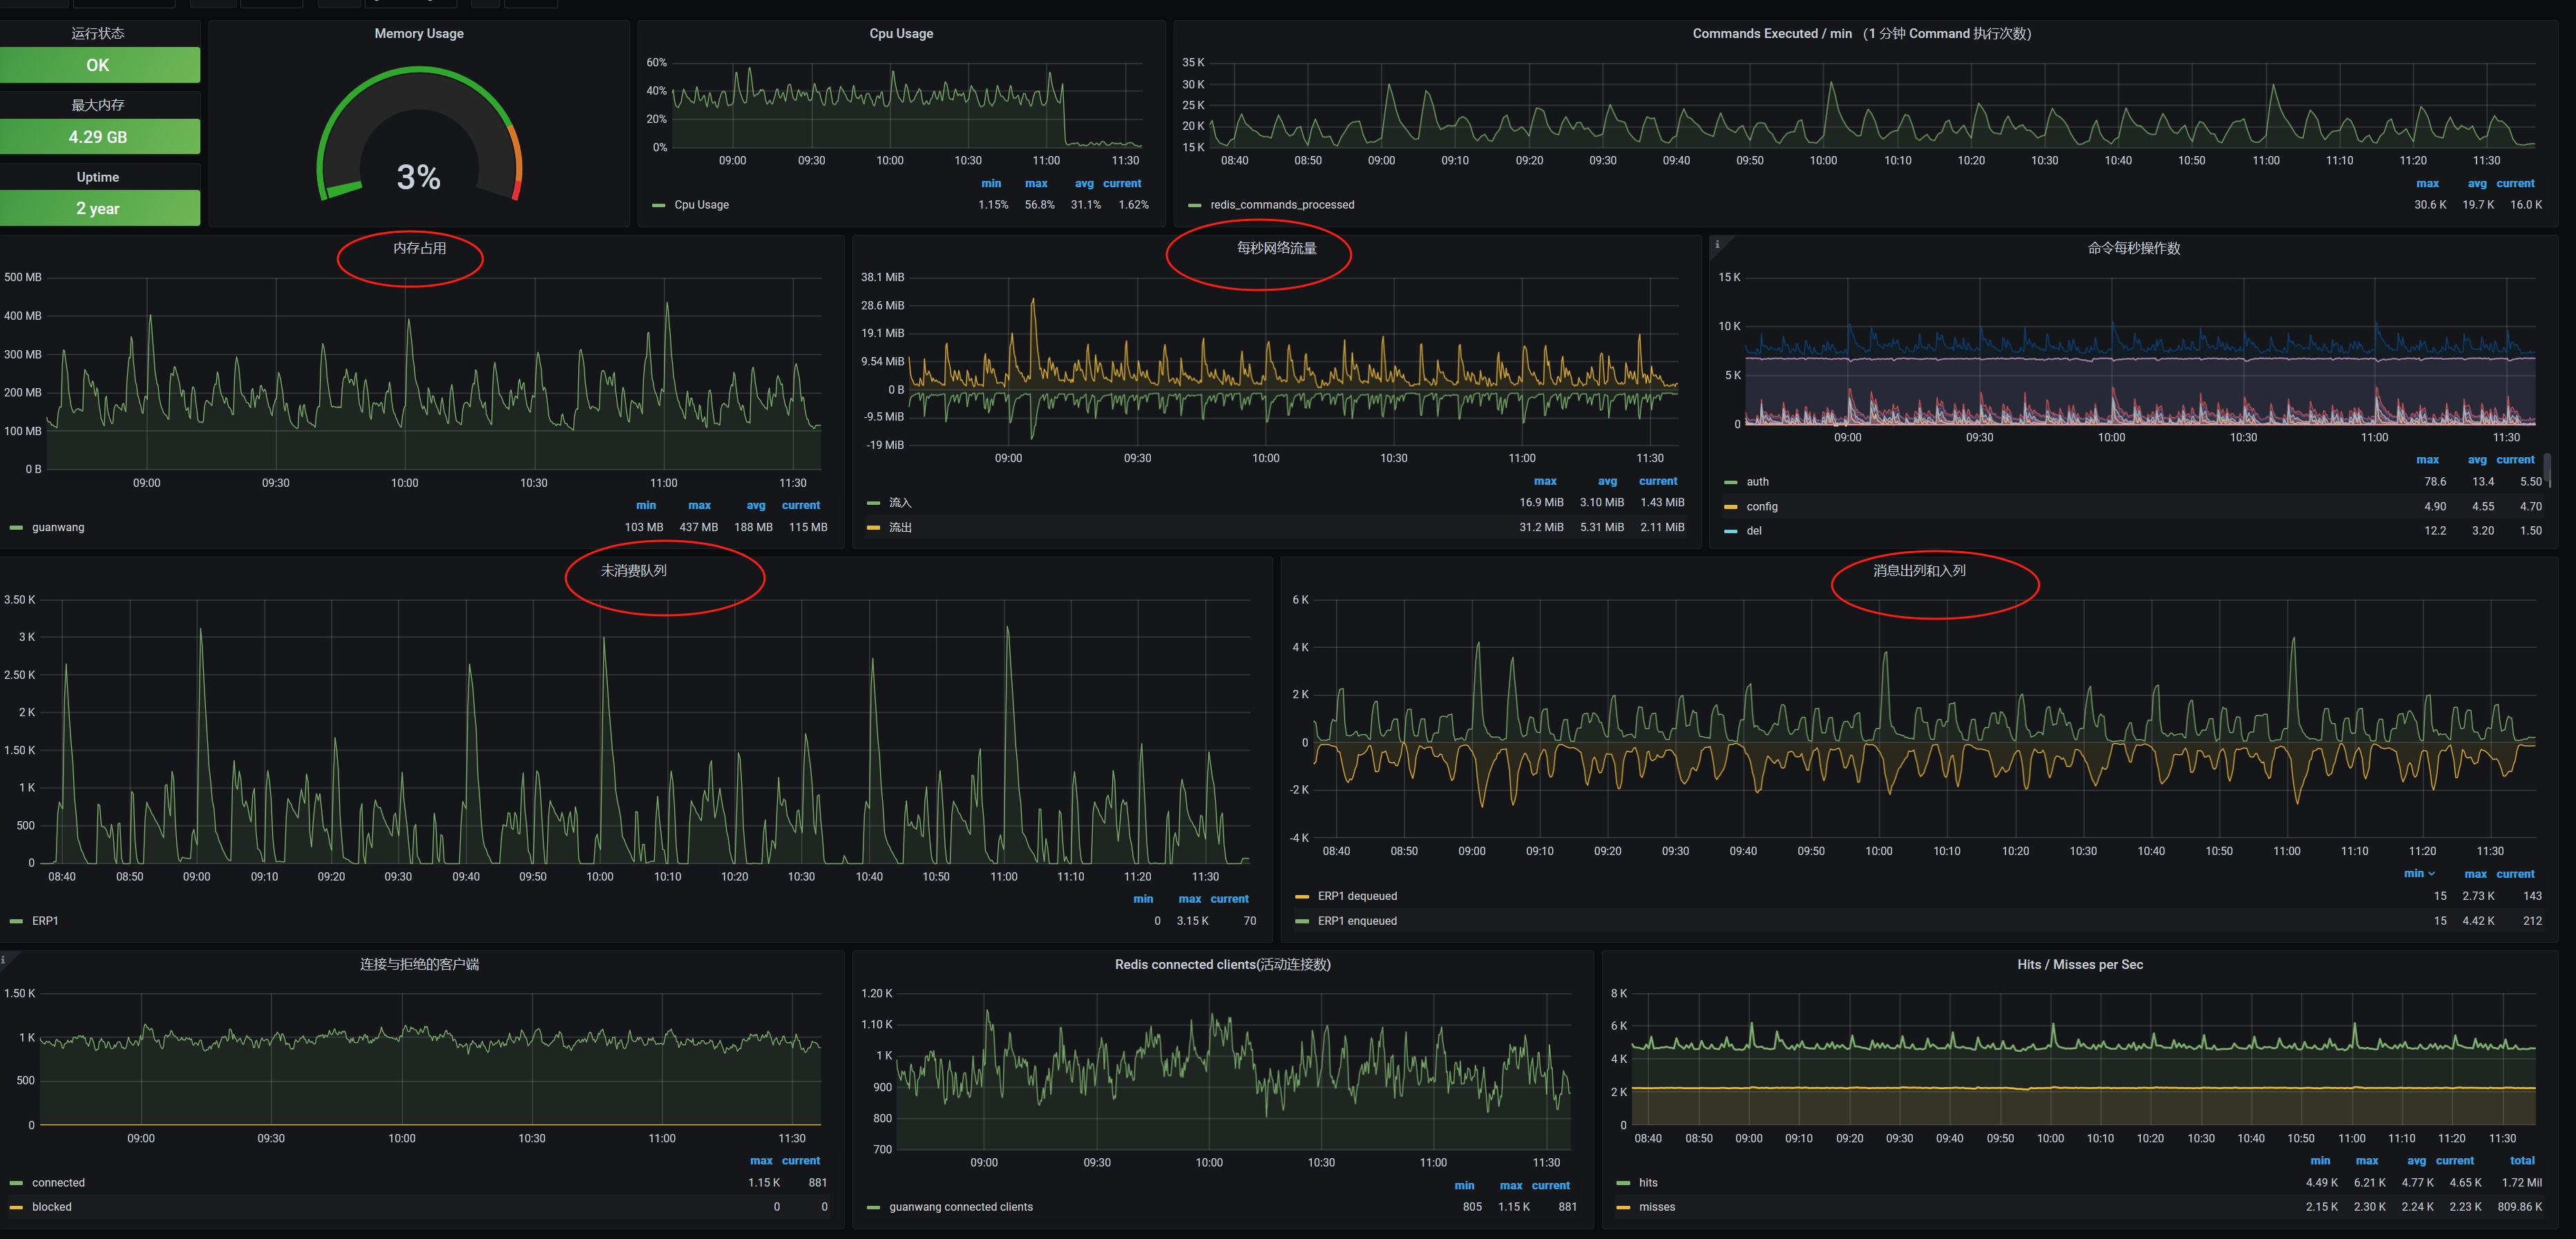 运行状态
OK
最大内存
4.29 GB
Uptime
2 year
Memory Usage
3%
Cpu Usage
60%
40%
20%
0%
09:00 09:30 10:00 10:30 11:00 11:30
min max avg current
Cpu Usage 1.15% 56.8% 31.1% 1.62%
Commands Executed / min （1 分钟 Command 执行次数)
35 K
30 K
25 K
20 K
15 K
08:40 08:50 09:00 09:10 09:20 09:30 09:40 09:50 10:00 10:10 10:20 10:30 10:40 10:50 11:00 11:10 11:20 11:30
max avg current
redis_commands_processed 30.6 K 19.7 K 16.0 K
内存占用
500 MB
400 MB
300 MB
200 MB
100 MB
0 B
09:00 09:30 10:00 10:30 11:00 11:30
min max avg current
guanwang 103 MB 437 MB 188 MB 115 MB
每秒网络流量
38.1 MiB
28.6 MiB
19.1 MiB
9.54 MiB
0 B
-9.5 MiB
-19 MiB
09:00 09:30 10:00 10:30 11:00 11:30
max avg current
流入 16.9 MiB 3.10 MiB 1.43 MiB
流出 31.2 MiB 5.31 MiB 2.11 MiB
命令每秒操作数
15 K
10 K
5 K
0
09:00 09:30 10:00 10:30 11:00 11:30
max avg current
auth 78.6 13.4 5.50
config 4.90 4.55 4.70
del 12.2 3.20 1.50
未消费队列
3.50 K
3 K
2.50 K
2 K
1.50 K
1 K
500
0
08:40 08:50 09:00 09:10 09:20 09:30 09:40 09:50 10:00 10:10 10:20 10:30 10:40 10:50 11:00 11:10 11:20 11:30
min max current
ERP1 0 3.15 K 70
消息出列和入列
6 K
4 K
2 K
0
-2 K
-4 K
08:40 08:50 09:00 09:10 09:20 09:30 09:40 09:50 10:00 10:10 10:20 10:30 10:40 10:50 11:00 11:10 11:20 11:30
min max current
ERP1 dequeued 15 2.73 K 143
ERP1 enqueued 15 4.42 K 212
连接与拒绝的客户端
1.50 K
1 K
500
0
09:00 09:30 10:00 10:30 11:00 11:30
max current
connected 1.15 K 881
blocked 0 0
Redis connected clients(活动连接数)
1.20 K
1.10 K
1 K
900
800
700
09:00 09:30 10:00 10:30 11:00 11:30
min max current
guanwang connected clients 805 1.15 K 881
Hits / Misses per Sec
8 K
6 K
4 K
2 K
0
08:40 08:50 09:00 09:10 09:20 09:30 09:40 09:50 10:00 10:10 10:20 10:30 10:40 10:50 11:00 11:10 11:20 11:30
min max avg current total
hits 4.49 K 6.21 K 4.77 K 4.65 K 1.72 Mil
misses 2.15 K 2.30 K 2.24 K 2.23 K 809.86 K